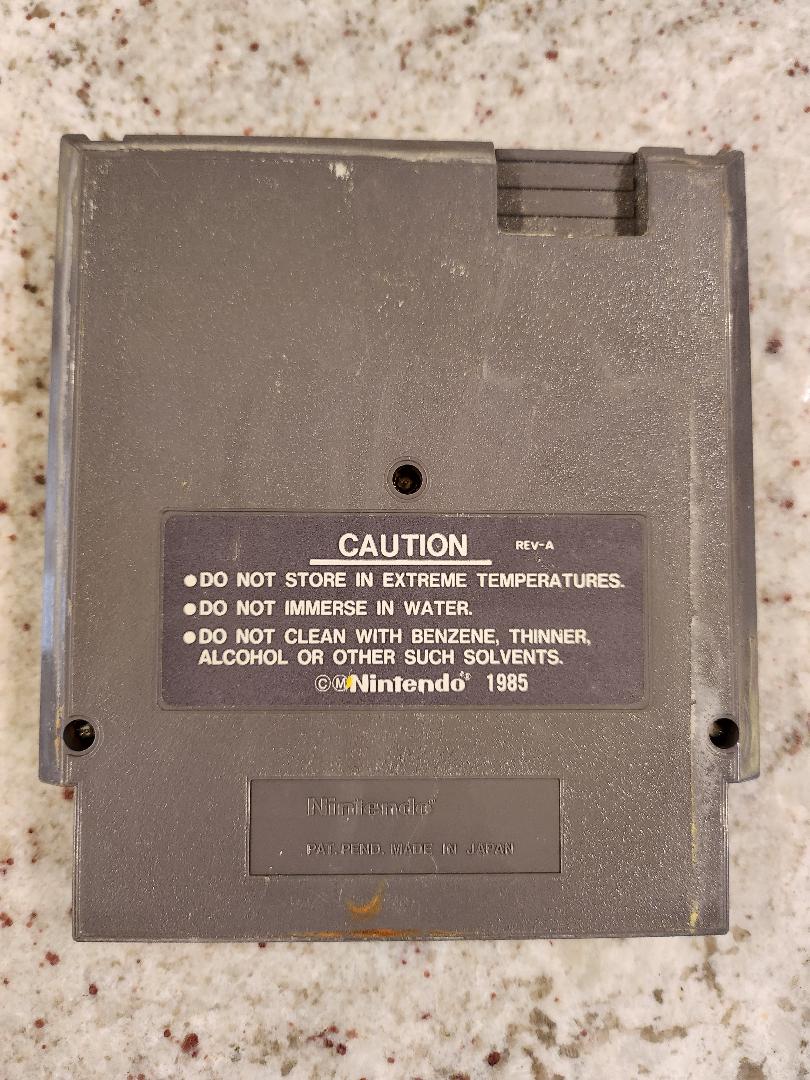 CAUTION REV-A
●DO NOT STORE IN EXTREME TEMPERATURES.
●DO NOT IMMERSE IN WATER.
●DO NOT CLEAN WITH BENZENE, THINNER,
ALCOHOL OR OTHER SUCH SOLVENTS.
©Ⓜ Nintendo® 1985
Nintendo®
PAT. PEND. MADE IN JAPAN